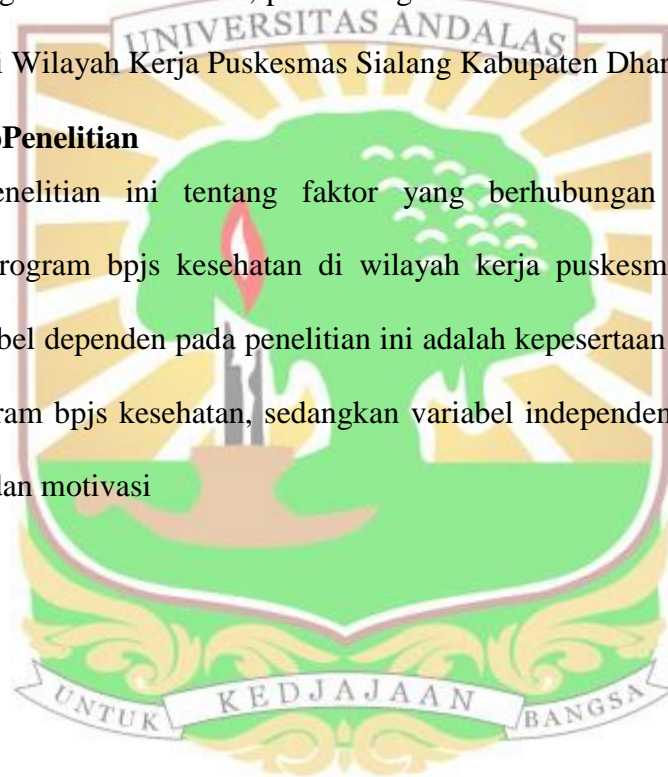 UNIVERSITAS ANDALAS
i Wilayah Kerja Puskesmas Sialang Kabupaten Dhar
Penelitian
enelitian ini tentang faktor yang berhubungan
rogram bpjs kesehatan di wilayah kerja puskesm
bel dependen pada penelitian ini adalah kepesertaan
ram bpjs kesehatan, sedangkan variabel independen
dan motivasi
UNTUK KEDJAJAAN BANGSA